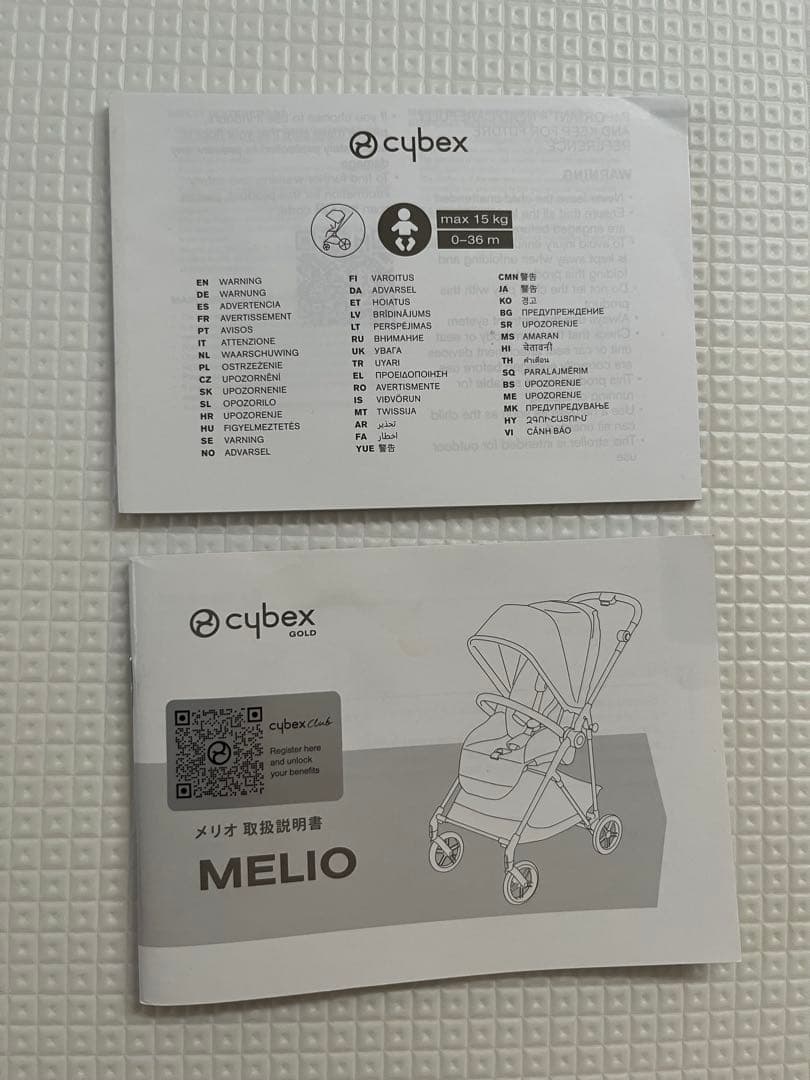 cybex
max 15 kg
0–36 m
EN WARNING
DE WARNUNG
ES ADVERTENCIA
FR AVERTISSEMENT
PT AVISOS
IT ATTENZIONE
NL WAARSCHUWING
PL OSTRZEŻENIE
CZ UPOZORNĚNÍ
SK UPOZORNENIE
SL OPOZORILO
HR UPOZORENJE
HU FIGYELMEZTETÉS
SE VARNING
NO ADVARSEL
FI VAROITUS
DA ADVARSEL
ET HOIATUS
LV BRĪDINĀJUMS
LT PERSPĖJIMAS
RU ВНИМАНИЕ
UK УВАГА
TR UYARI
EL ΠΡΟΕΙΔΟΠΟΙΗΣΗ
RO AVERTISMENTE
IS VIÐVÖRUN
MT TWISSIJA
AR تحذير
FA اخطار
YUE 警告
CMN 警告
JA 警告
KO 경고
BG ПРЕДУПРЕЖДЕНИЕ
SR UPOZORENJE
MS AMARAN
HI चेतावनी
TH คำเตือน
SQ PARALAJMËRIM
BS UPOZORENJE
ME UPOZORENJE
MK ПРЕДУПРЕДУВАЊЕ
HY ԶԳՈՒՇԱՑՈՒՄ
VI CẢNH BÁO
cybex
GOLD
cybex club
Register here
and unlock
your benefits
メリオ 取扱説明書
MELIO